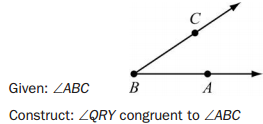 C
Given: ∠ABC
B
A
Construct: ∠QRY congruent to ∠ABC